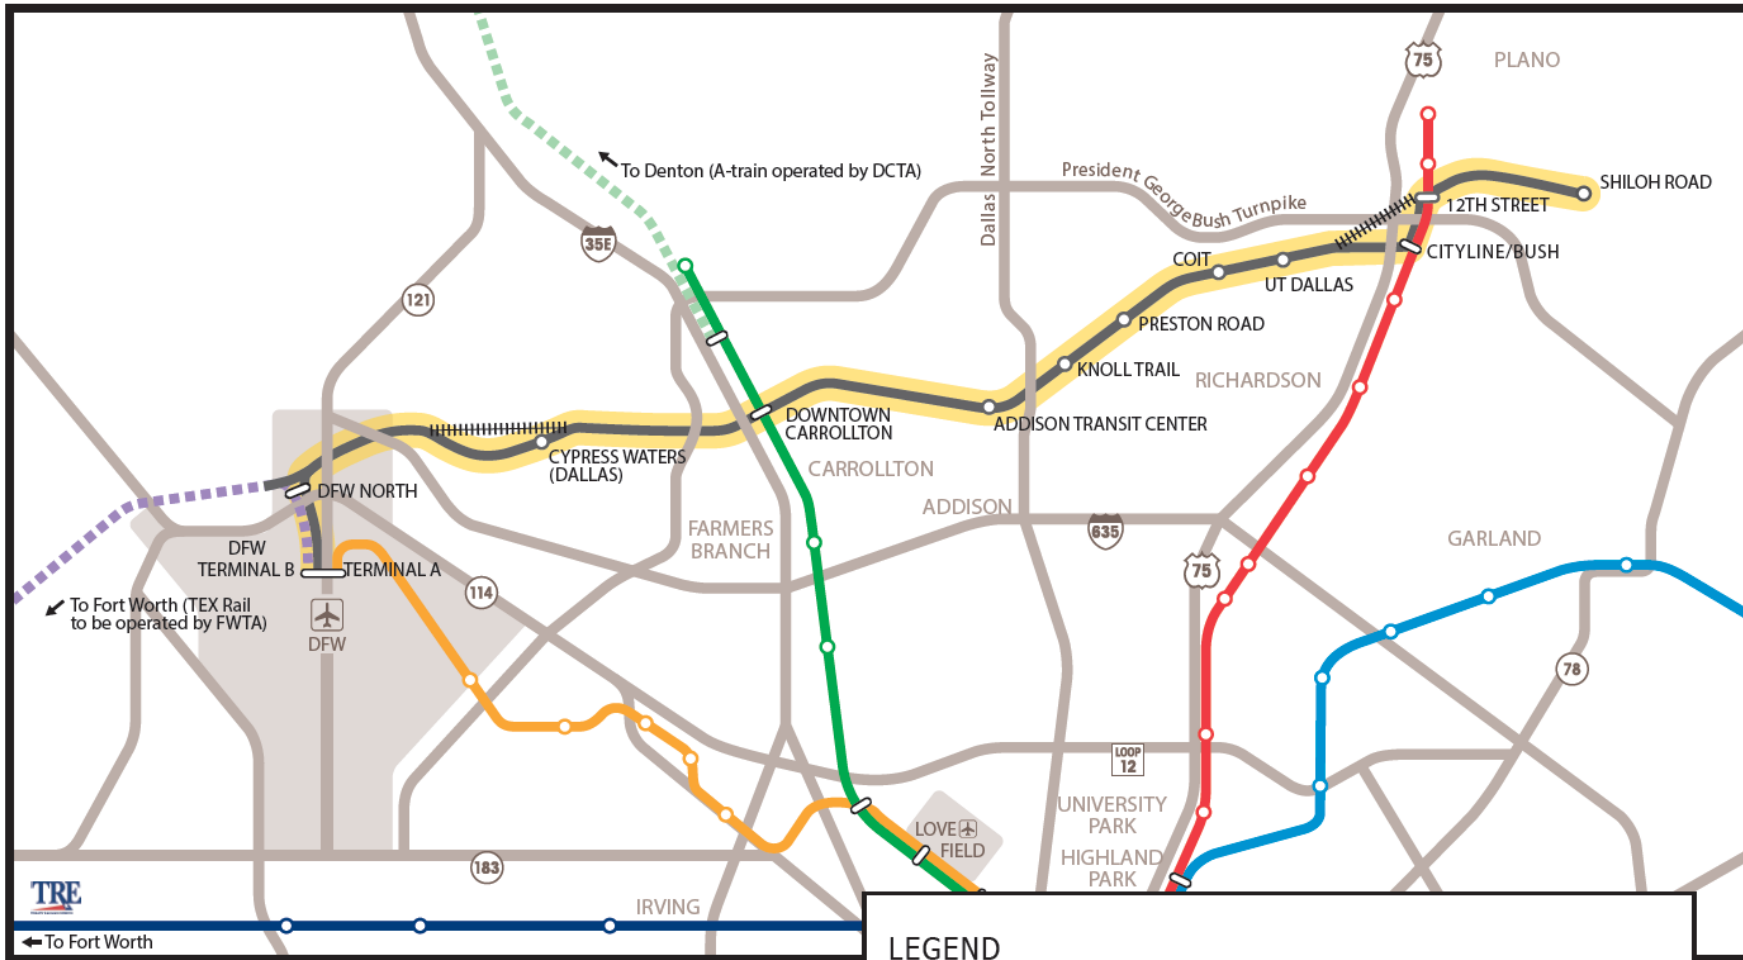 75
PLANO
Dallas North Tollway
To Denton (A-train operated by DCTA)
President George Bush Turnpike
SHILOH ROAD
12TH STREET
35E
CITYLINE/BUSH
COIT
UT DALLAS
121
PRESTON ROAD
KNOLL TRAIL
RICHARDSON
DOWNTOWN
CARROLLTON
ADDISON TRANSIT CENTER
CYPRESS WATERS
(DALLAS)
CARROLLTON
DFW NORTH
ADDISON
FARMERS
BRANCH
635
GARLAND
DFW
TERMINAL B
TERMINAL A
75
114
To Fort Worth (TEX Rail
to be operated by FWTA)
DFW
78
LOOP
12
UNIVERSITY
PARK
LOVE
FIELD
HIGHLAND
PARK
183
TRE
IRVING
To Fort Worth
LEGEND